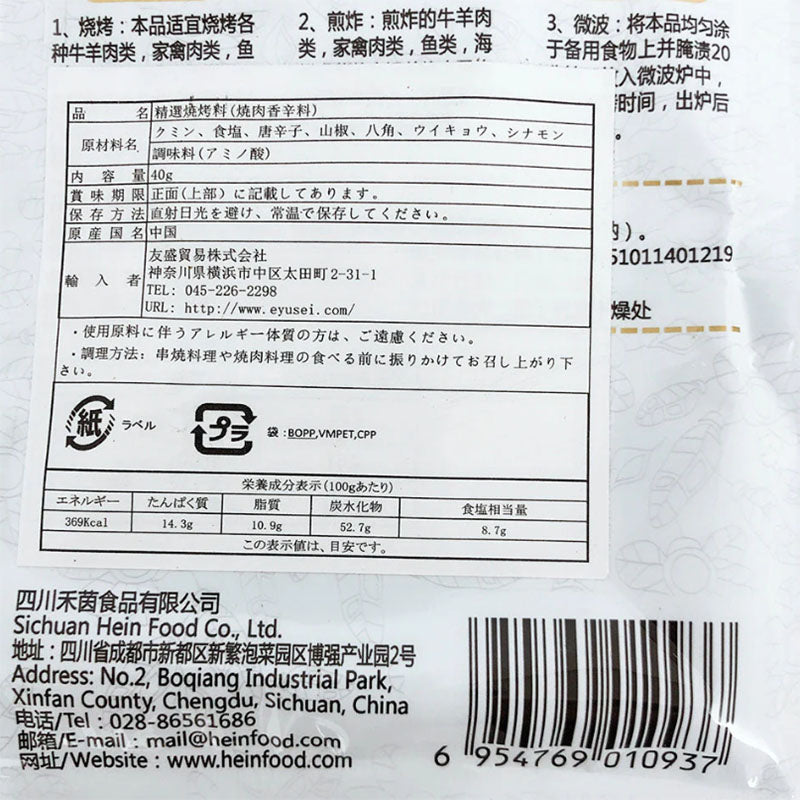 1、烧烤：本品适宜烧烤各
种牛羊肉类，家禽肉类，鱼
2、煎炸：煎炸的牛羊肉
类，家禽肉类，鱼类，海
3、微波：将本品均匀涂
于备用食物上并腌渍20
入微波炉中，
时间，出炉后
。
品 名 精選燒烤料(焼肉香辛料)
原材料名 クミン、食塩、唐辛子、山椒、八角、ウイキョウ、シナモン
調味料(アミノ酸)
内 容 量 40g
賞味期限 正面(上部）に記載してあります。
保存方法 直射日光を避け、常温で保存してください。
原産国名 中国
輸 入 者 友盛貿易株式会社
神奈川県横浜市中区太田町2-31-1
TEL: 045-226-2298
URL: http://www.eyusei.com/
・使用原料に伴うアレルギー体質の方は、ご遠慮ください。
・調理方法: 串焼料理や焼肉料理の食べる前に振りかけてお召し上がり下
さい。
紙 ラベル プラ 袋:BOPP,VMPET,CPP
栄養成分表示(100gあたり)
エネルギー たんぱく質 脂質 炭水化物 食塩相当量
369Kcal 14.3g 10.9g 52.7g 8.7g
この表示値は、目安です。
)。
51011401219
燥处
四川禾茵食品有限公司
Sichuan Hein Food Co., Ltd.
地址：四川省成都市新都区新繁泡菜园区博强产业园2号
Address: No.2, Boqiang Industrial Park,
Xinfan County, Chengdu, Sichuan, China
电话/Tel：028-86561686
邮箱/E-mail：mail@heinfood.com
网址/Website：www.heinfood.com
6 954769 010937